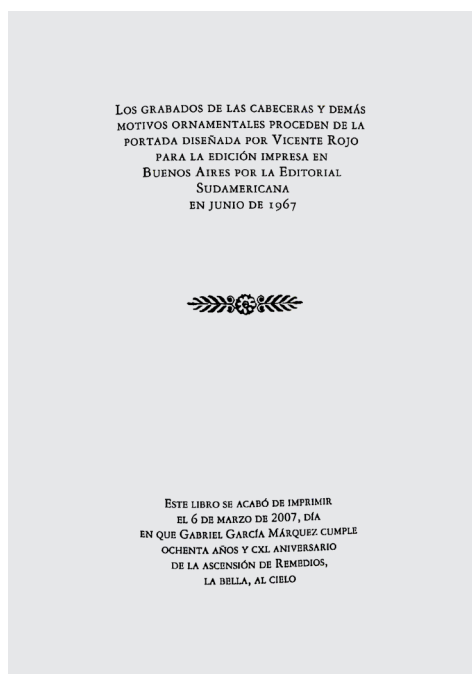 LOS GRABADOS DE LAS CABECERAS Y DEMÁS
MOTIVOS ORNAMENTALES PROCEDEN DE LA
PORTADA DISEÑADA POR VICENTE ROJO
PARA LA EDICIÓN IMPRESA EN
BUENOS AIRES POR LA EDITORIAL
SUDAMERICANA
EN JUNIO DE 1967
ESTE LIBRO SE ACABÓ DE IMPRIMIR
EL 6 DE MARZO DE 2007, DÍA
EN QUE GABRIEL GARCÍA MÁRQUEZ CUMPLE
OCHENTA AÑOS Y CXL ANIVERSARIO
DE LA ASCENSIÓN DE REMEDIOS,
LA BELLA, AL CIELO